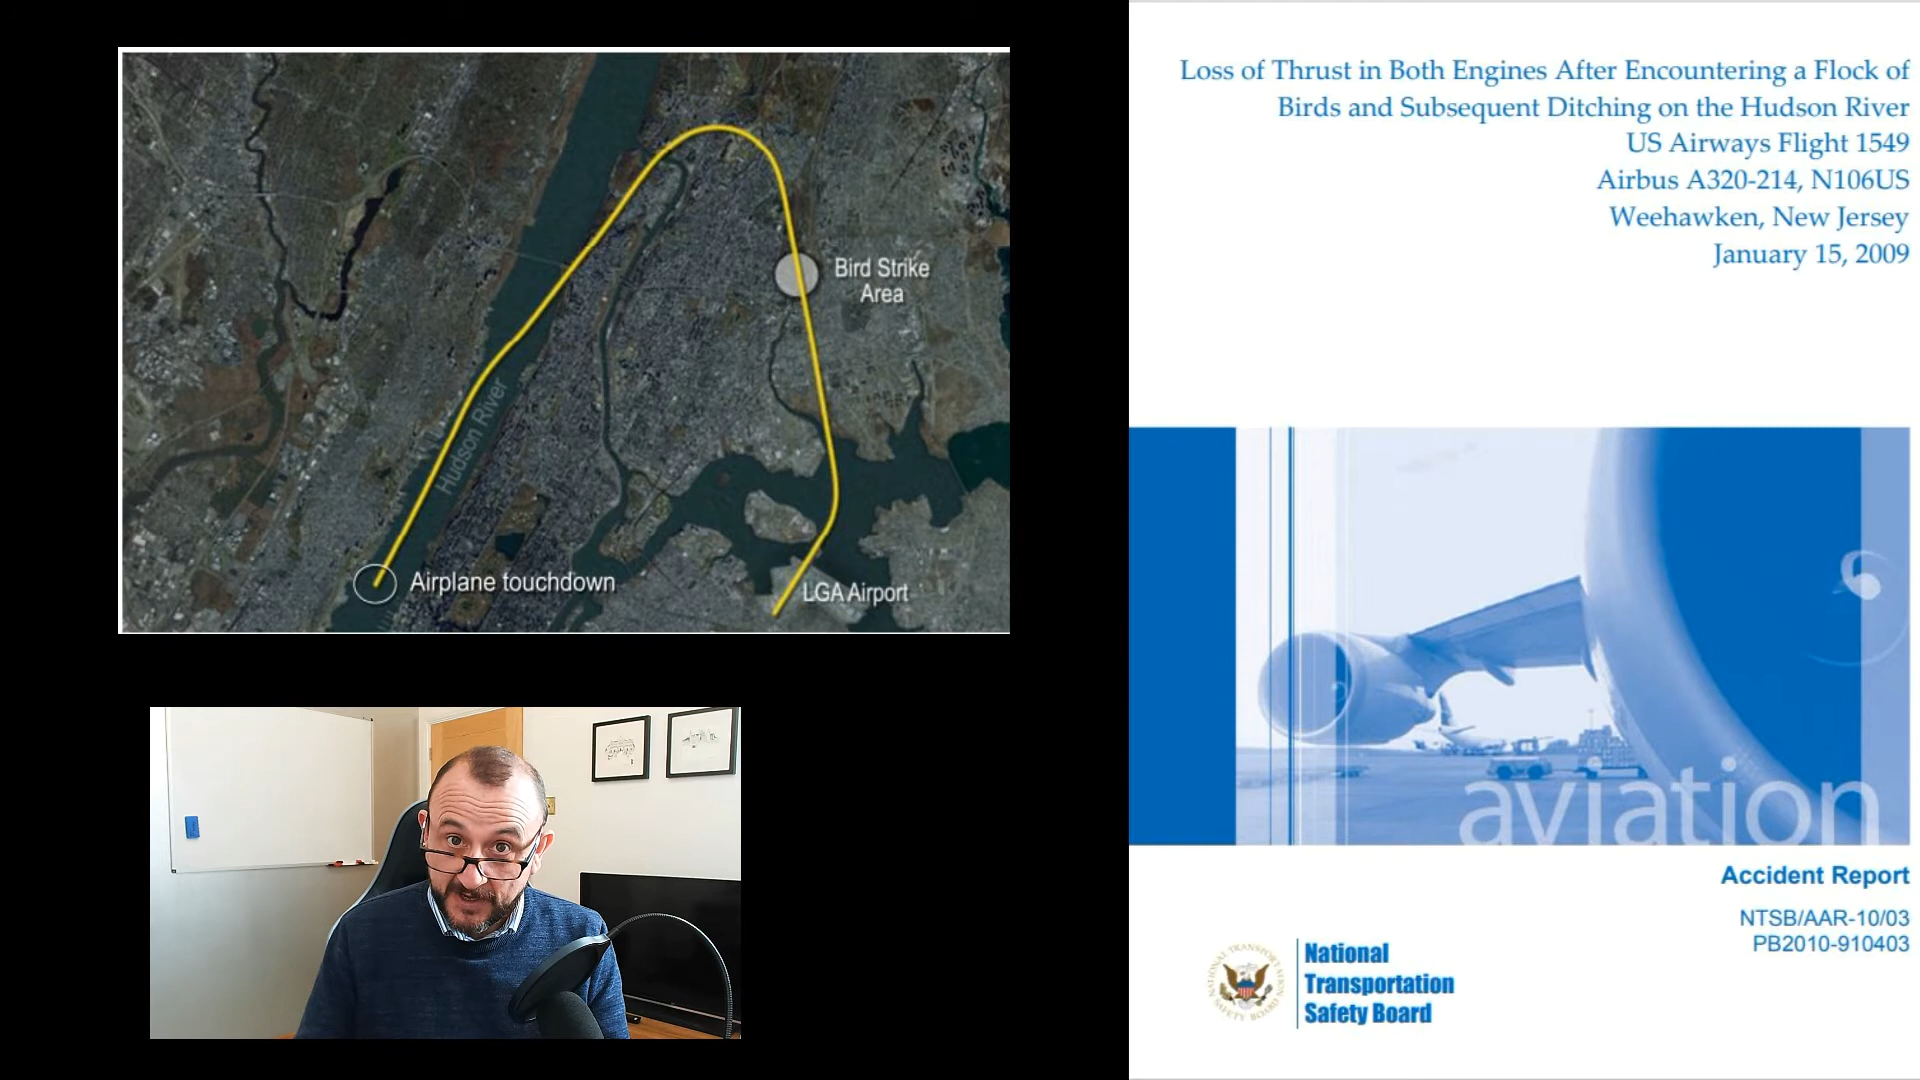 Bird Strike
Area
Hudson River
Airplane touchdown
LGA Airport
Loss of Thrust in Both Engines After Encountering a Flock of
Birds and Subsequent Ditching on the Hudson River
US Airways Flight 1549
Airbus A320-214, N106US
Weehawken, New Jersey
January 15, 2009
aviation
Accident Report
NTSB/AAR-10/03
PB2010-910403
National
Transportation
Safety Board